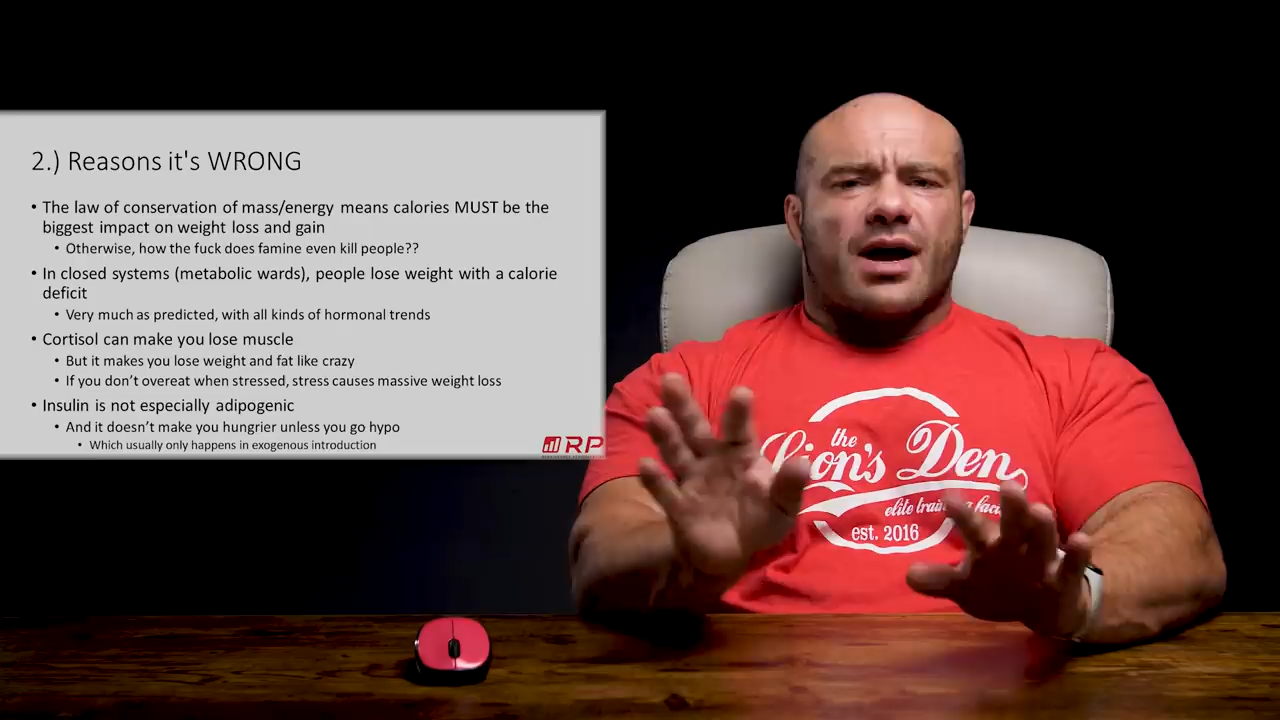 2.) Reasons it's WRONG
• The law of conservation of mass/energy means calories MUST be the
biggest impact on weight loss and gain
• Otherwise, how the fuck does famine even kill people??
• In closed systems (metabolic wards), people lose weight with a calorie
deficit
• Very much as predicted, with all kinds of hormonal trends
• Cortisol can make you lose muscle
• But it makes you lose weight and fat like crazy
• If you don't overeat when stressed, stress causes massive weight loss
• Insulin is not especially adipogenic
• And it doesn't make you hungrier unless you go hypo
• Which usually only happens in exogenous introduction
RP
the
Lion's Den
elite
est. 2016